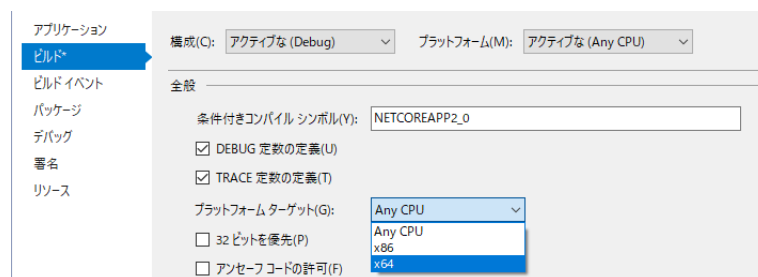 アプリケーション
ビルド*
ビルド イベント
パッケージ
デバッグ
署名
リソース
構成(C): アクティブな (Debug) プラットフォーム(M): アクティブな (Any CPU)
全般
条件付きコンパイル シンボル(Y): NETCOREAPP2_0
DEBUG 定数の定義(U)
TRACE 定数の定義(T)
プラットフォーム ターゲット(G): Any CPU
Any CPU
32 ビットを優先(P)
x86
アンセーフ コードの許可(F)
x64